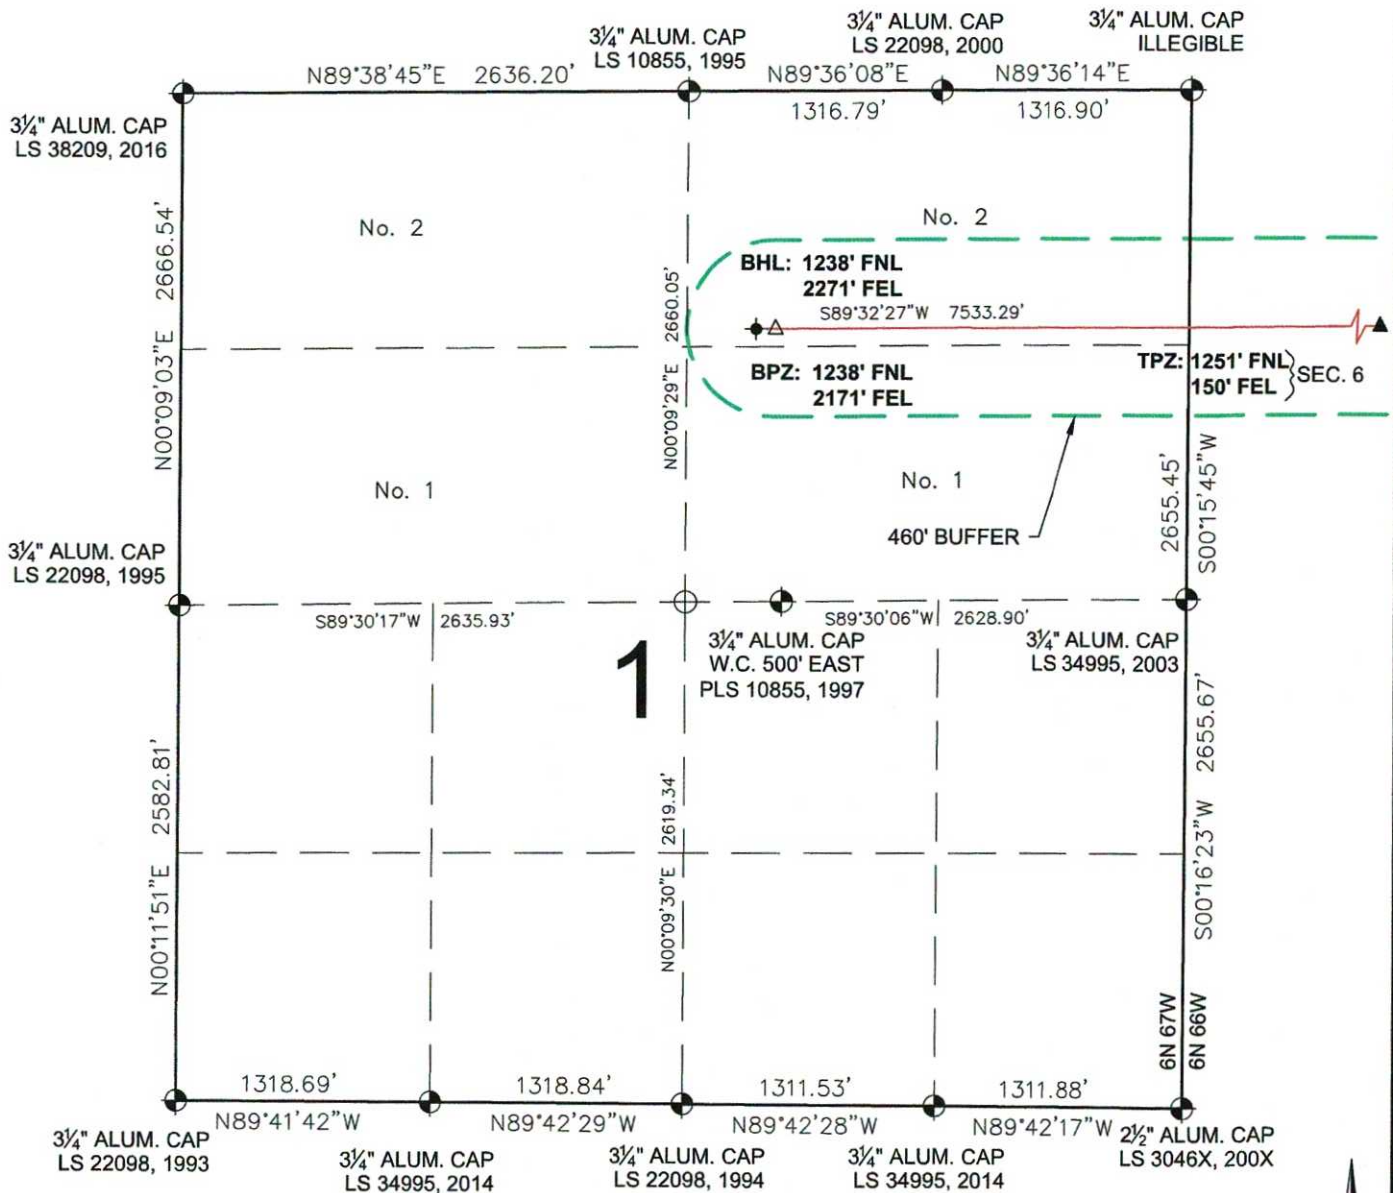 3¼" ALUM. CAP
LS 10855, 1995
3¼" ALUM. CAP
LS 22098, 2000
3¼" ALUM. CAP
ILLEGIBLE
N89°38'45"E 2636.20'
N89°36'08"E
1316.79'
N89°36'14"E
1316.90'
3¼" ALUM. CAP
LS 38209, 2016
No. 2
No. 2
N00°09'03"E 2666.54'
N00°09'29"E 2660.05'
BHL: 1238' FNL
2271' FEL
S89°32'27"W 7533.29'
BPZ: 1238' FNL
2171' FEL
TPZ: 1251' FNL
150' FEL
SEC. 6
No. 1
No. 1
460' BUFFER
2655.45'
S00°15'45"W
3¼" ALUM. CAP
LS 22098, 1995
S89°30'17"W 2635.93'
S89°30'06"W 2628.90'
3¼" ALUM. CAP
W.C. 500' EAST
PLS 10855, 1997
3¼" ALUM. CAP
LS 34995, 2003
1
N00°11'51"E 2582.81'
N00°09'30"E 2619.34'
S00°16'23"W 2655.67'
6N 67W
6N 66W
1318.69'
N89°41'42"W
1318.84'
N89°42'29"W
1311.53'
N89°42'28"W
1311.88'
N89°42'17"W
3¼" ALUM. CAP
LS 22098, 1993
3¼" ALUM. CAP
LS 34995, 2014
3¼" ALUM. CAP
LS 22098, 1994
3¼" ALUM. CAP
LS 34995, 2014
2½" ALUM. CAP
LS 3046X, 200X